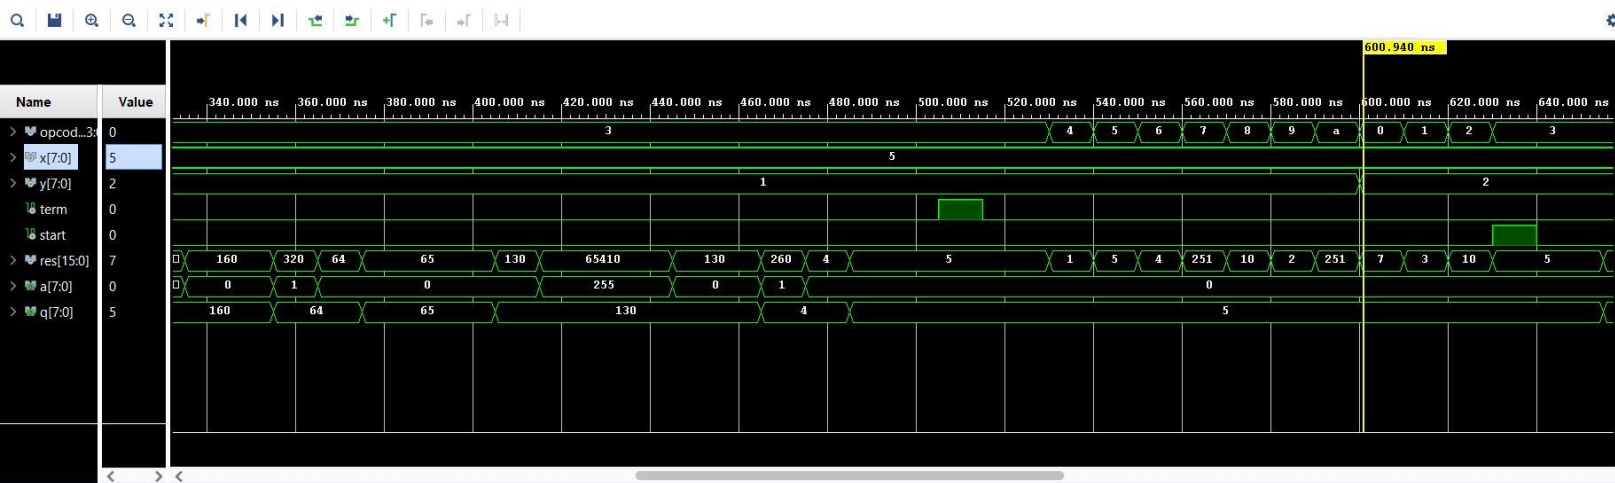 600.940 ns
Name Value
340.000 ns 360.000 ns 380.000 ns 400.000 ns 420.000 ns 440.000 ns 460.000 ns 480.000 ns 500.000 ns 520.000 ns 540.000 ns 560.000 ns 580.000 ns 600.000 ns 620.000 ns 640.000 ns
opcod...3:0 0 3 4 5 6 7 8 9 a 0 1 2 3
x[7:0] 5 5
y[7:0] 2 1 2
term 0
start 0
res[15:0] 7 160 320 64 65 130 65410 130 260 4 5 1 5 4 251 10 2 251 7 3 10 5
a[7:0] 0 0 1 0 255 0 1 0
q[7:0] 5 160 64 65 130 4 5